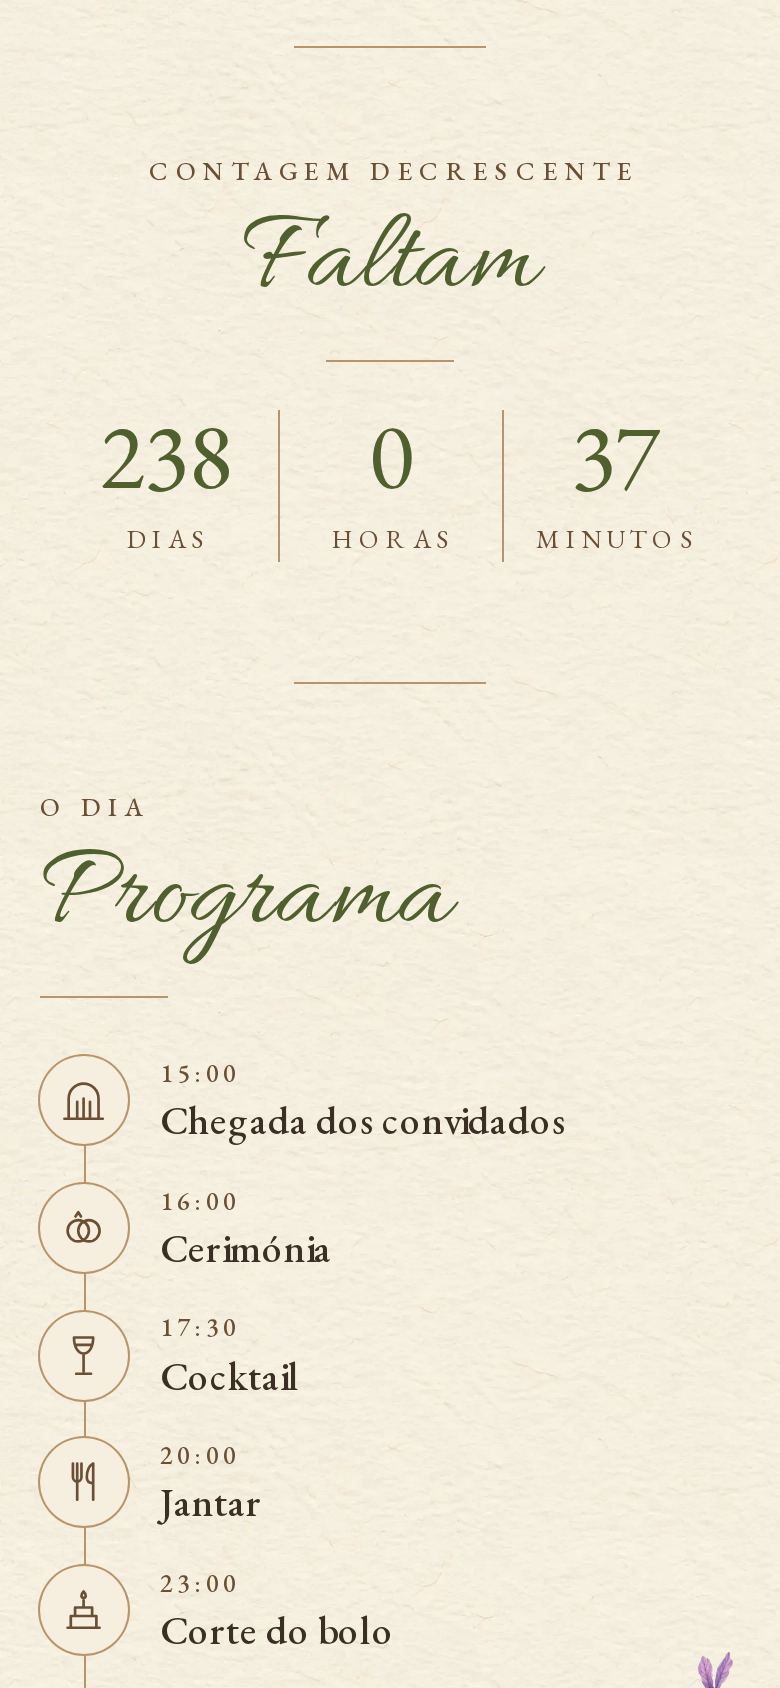 CONTAGEM DECRESCENTE
Faltam
238 0 37
DIAS HORAS MINUTOS
O DIA
Programa
15:00
Chegada dos convidados
16:00
Cerimónia
17:30
Cocktail
20:00
Jantar
23:00
Corte do bolo